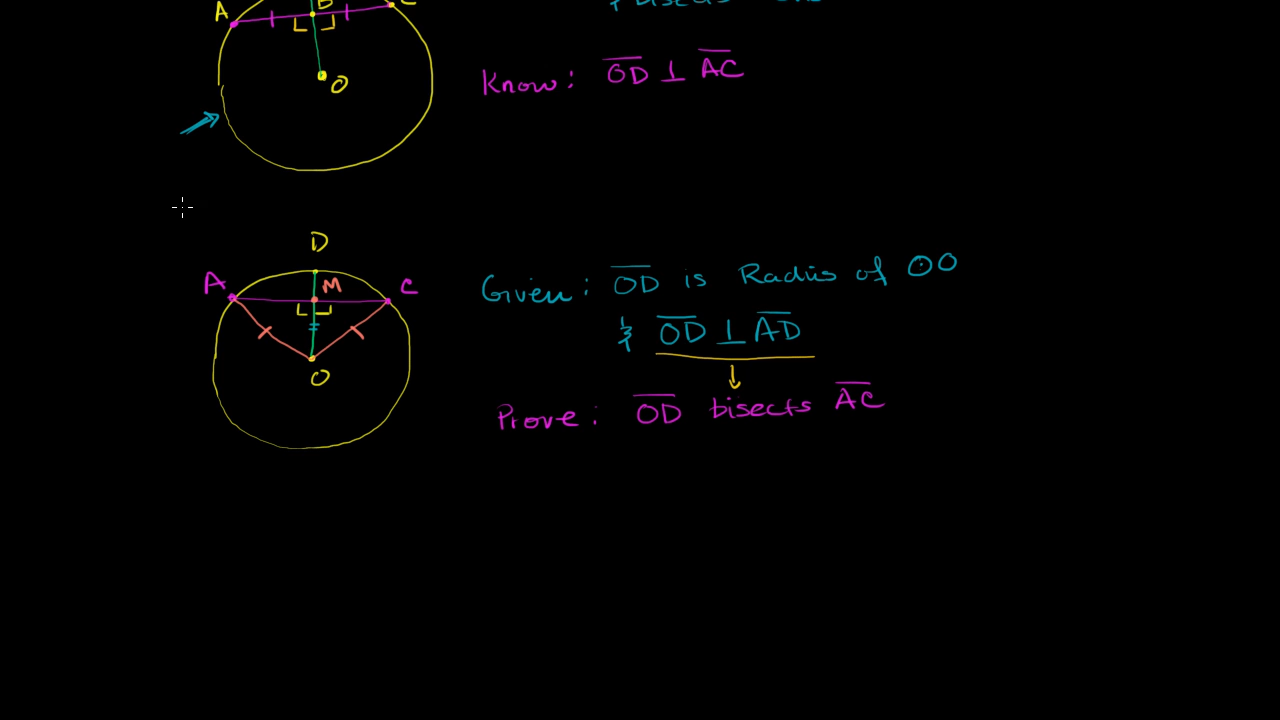 A
Know: OD ⊥ AC
O
D
A M C
Given: OD is Radius of ⊙O
& OD ⊥ AD
O
Prove: OD bisects AC